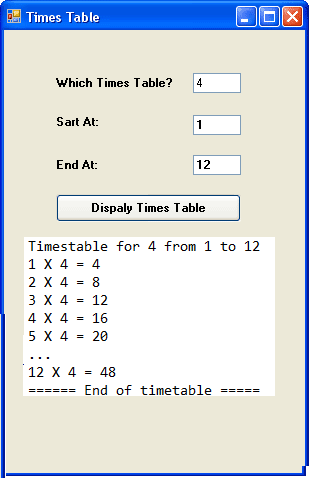 Times Table
Which Times Table? 4
Sart At: 1
End At: 12
Dispaly Times Table
Timestable for 4 from 1 to 12
1 X 4 = 4
2 X 4 = 8
3 X 4 = 12
4 X 4 = 16
5 X 4 = 20
...
12 X 4 = 48
====== End of timetable =====